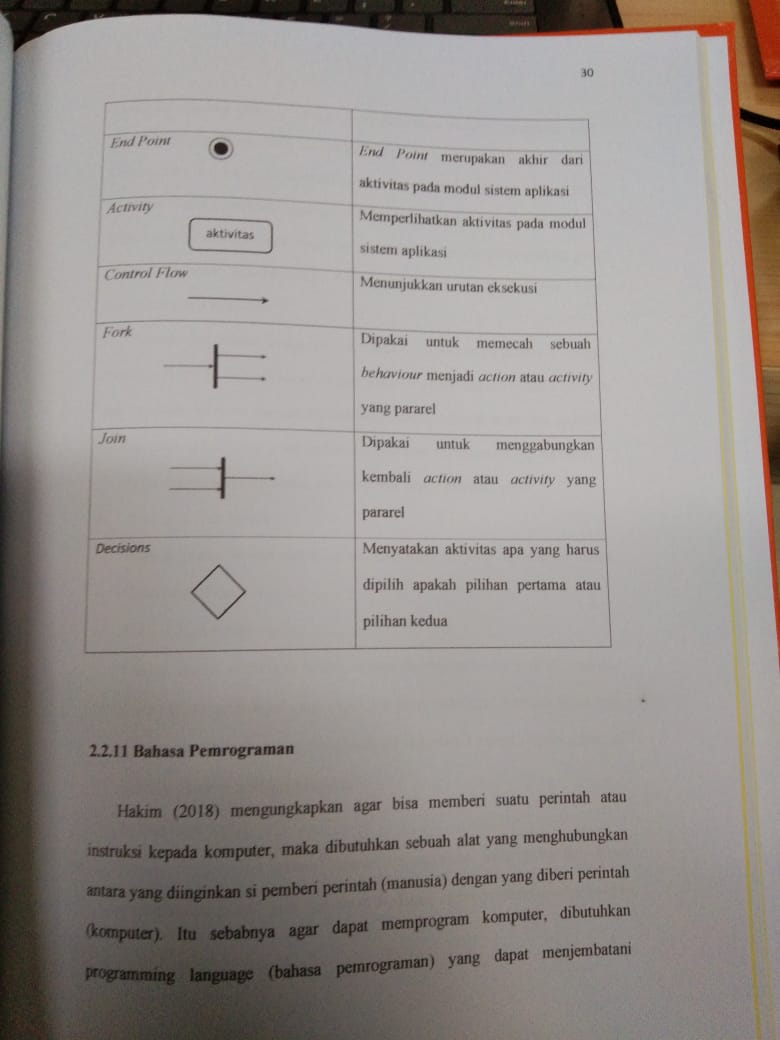 30
End Point
End Point merupakan akhir dari
aktivitas pada modul sistem aplikasi
Activity
aktivitas
Memperlihatkan aktivitas pada modul
sistem aplikasi
Control Flow
Menunjukkan urutan eksekusi
Fork
Dipakai untuk memecah sebuah
behaviour menjadi action atau activity
yang pararel
Join
Dipakai untuk menggabungkan
kembali action atau activity yang
pararel
Decisions
Menyatakan aktivitas apa yang harus
dipilih apakah pilihan pertama atau
pilihan kedua
2.2.11 Bahasa Pemrograman
Hakim (2018) mengungkapkan agar bisa memberi suatu perintah atau
instruksi kepada komputer, maka dibutuhkan sebuah alat yang menghubungkan
antara yang diinginkan si pemberi perintah (manusia) dengan yang diberi perintah
(komputer). Itu sebabnya agar dapat memprogram komputer, dibutuhkan
programming language (bahasa pemrograman) yang dapat menjembatani